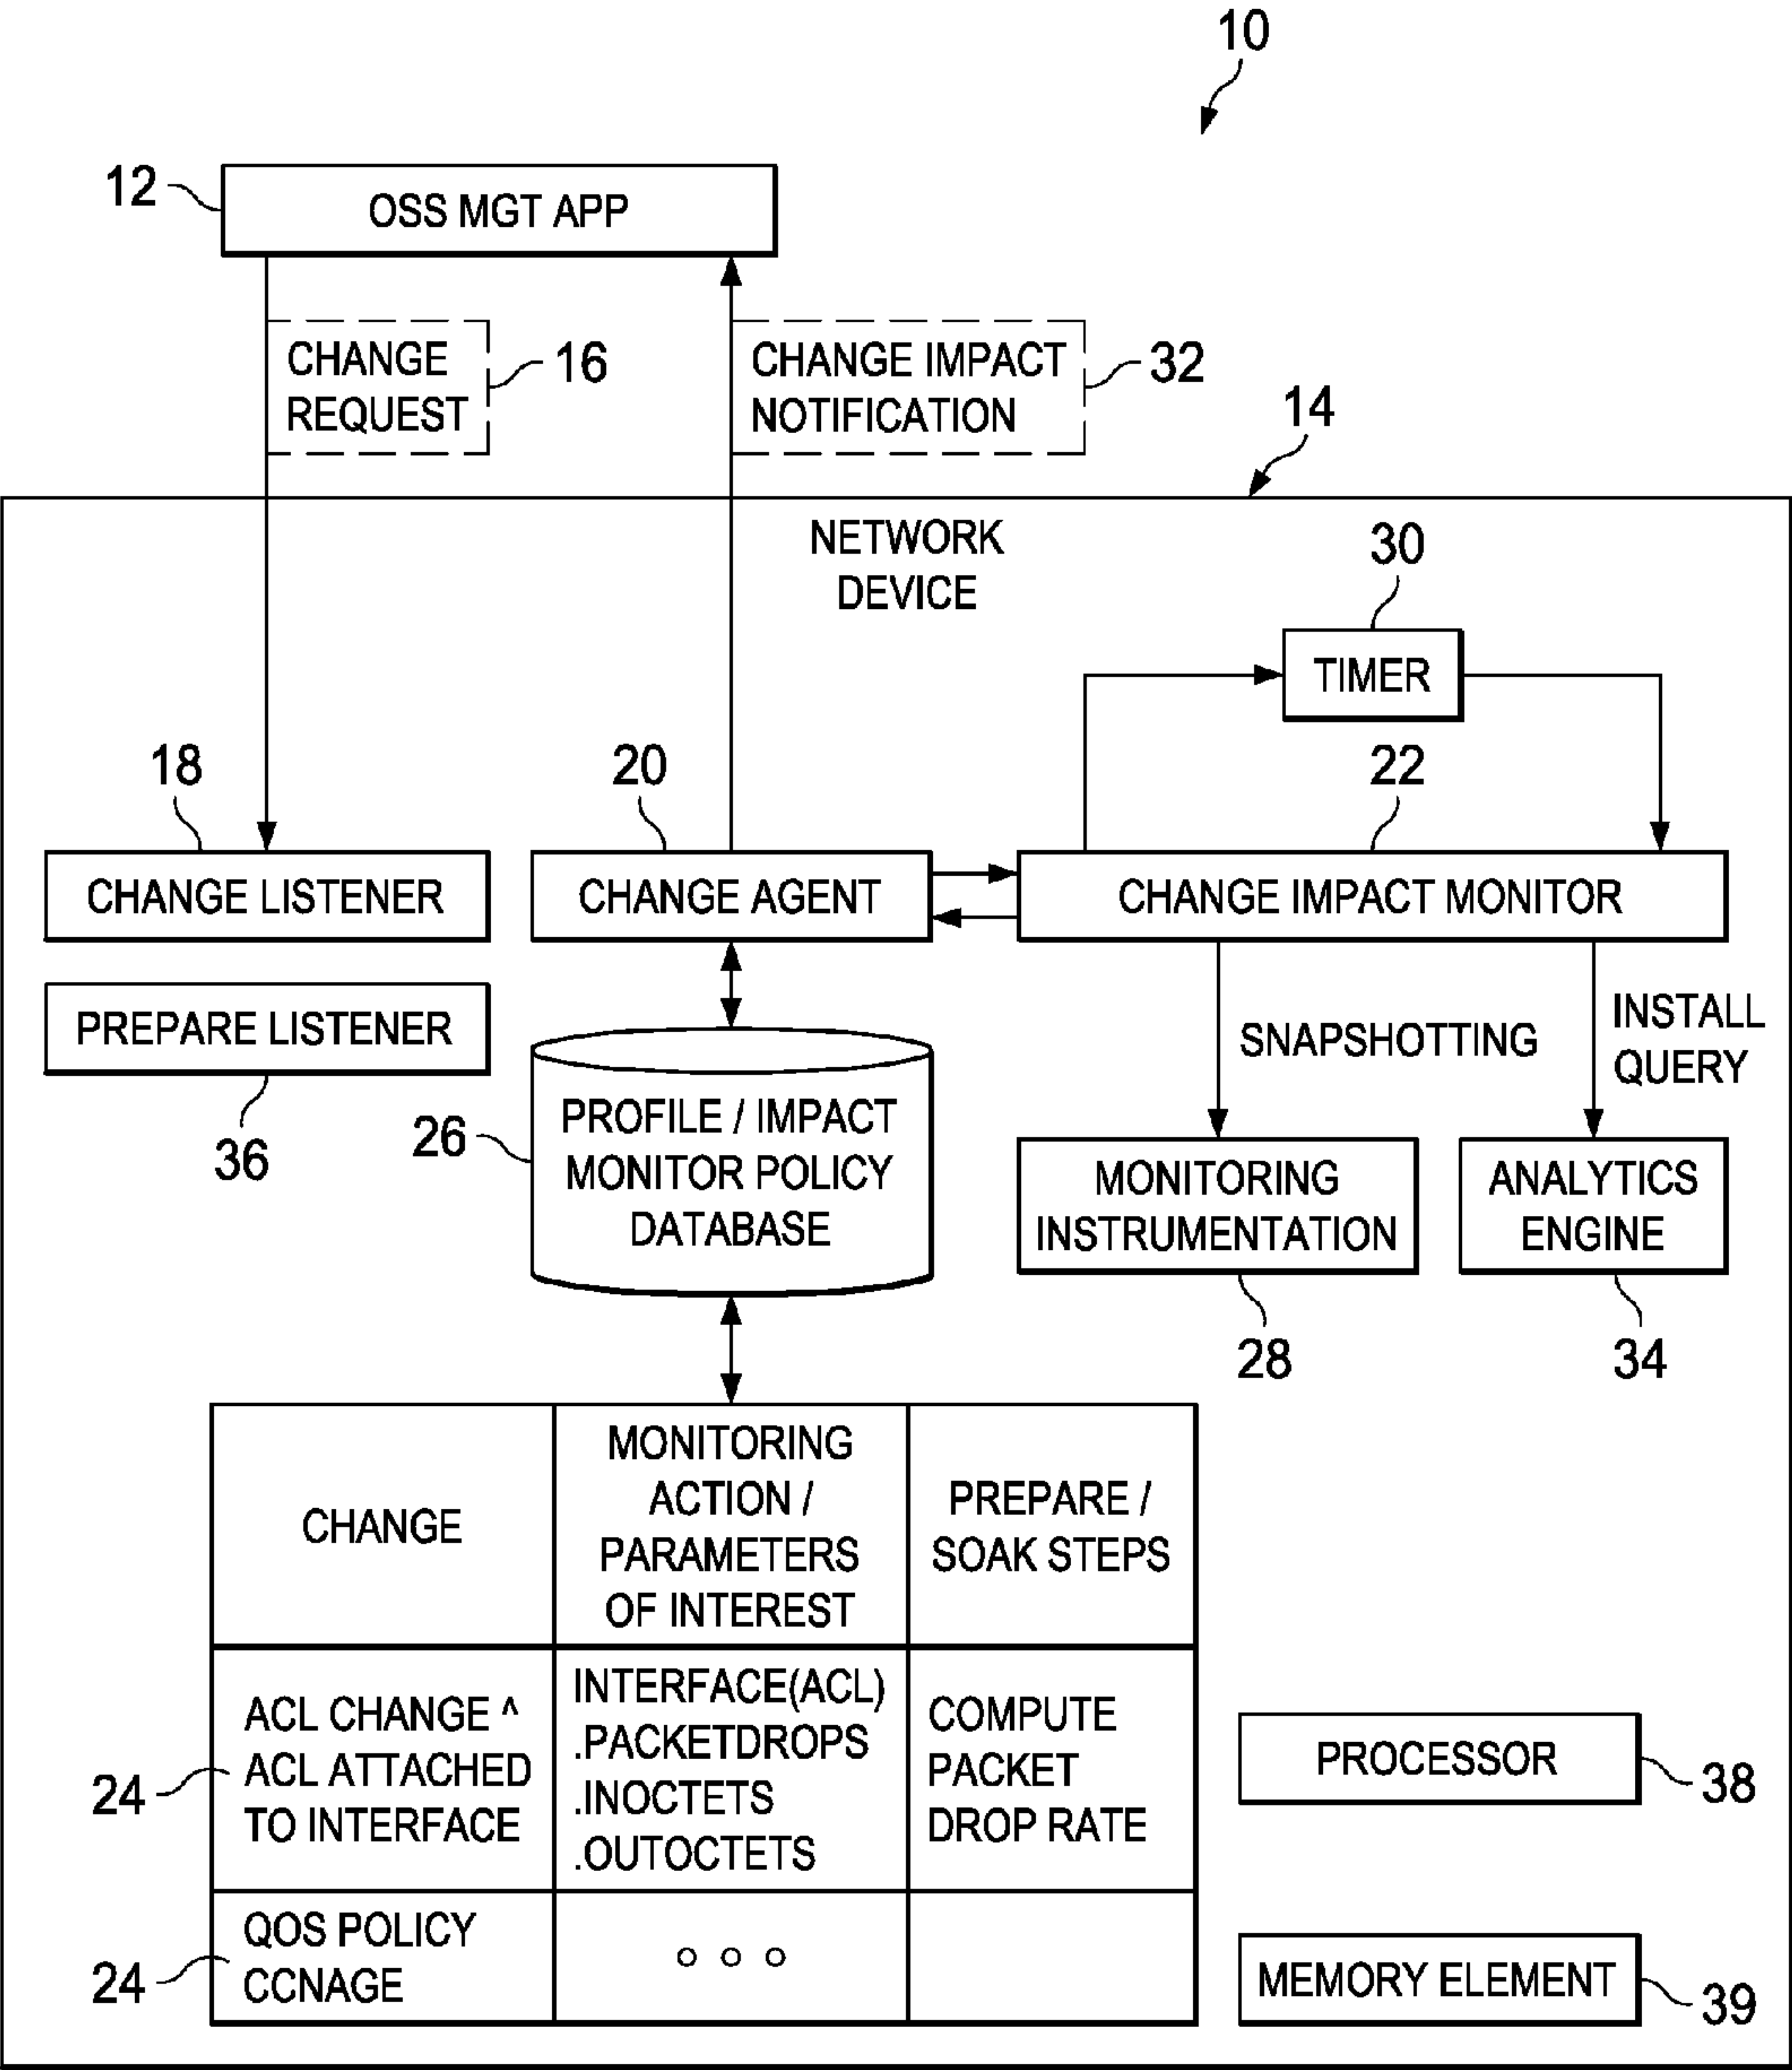 10
12
OSS MGT APP
CHANGE
REQUEST
16
CHANGE IMPACT
NOTIFICATION
32
14
NETWORK
DEVICE
30
TIMER
18
20
22
CHANGE LISTENER
CHANGE AGENT
CHANGE IMPACT MONITOR
PREPARE LISTENER
36
SNAPSHOTTING
INSTALL
QUERY
26
PROFILE / IMPACT
MONITOR POLICY
DATABASE
MONITORING
INSTRUMENTATION
28
ANALYTICS
ENGINE
34
CHANGE
MONITORING
ACTION /
PARAMETERS
OF INTEREST
PREPARE /
SOAK STEPS
24
ACL CHANGE ^
ACL ATTACHED
TO INTERFACE
INTERFACE(ACL)
.PACKETDROPS
.INOCTETS
.OUTOCTETS
COMPUTE
PACKET
DROP RATE
PROCESSOR
38
24
QOS POLICY
CCNAGE
MEMORY ELEMENT
39